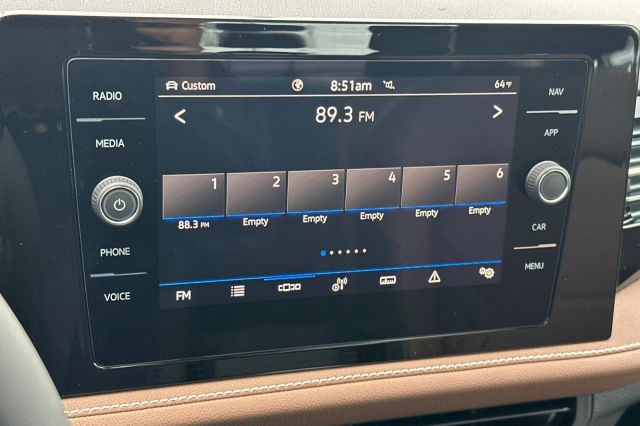 RADIO
MEDIA
PHONE
VOICE
Custom 8:51am 64°F
89.3 FM
1 2 3 4 5 6
88.3 FM Empty Empty Empty Empty Empty
FM
NAV
APP
CAR
MENU